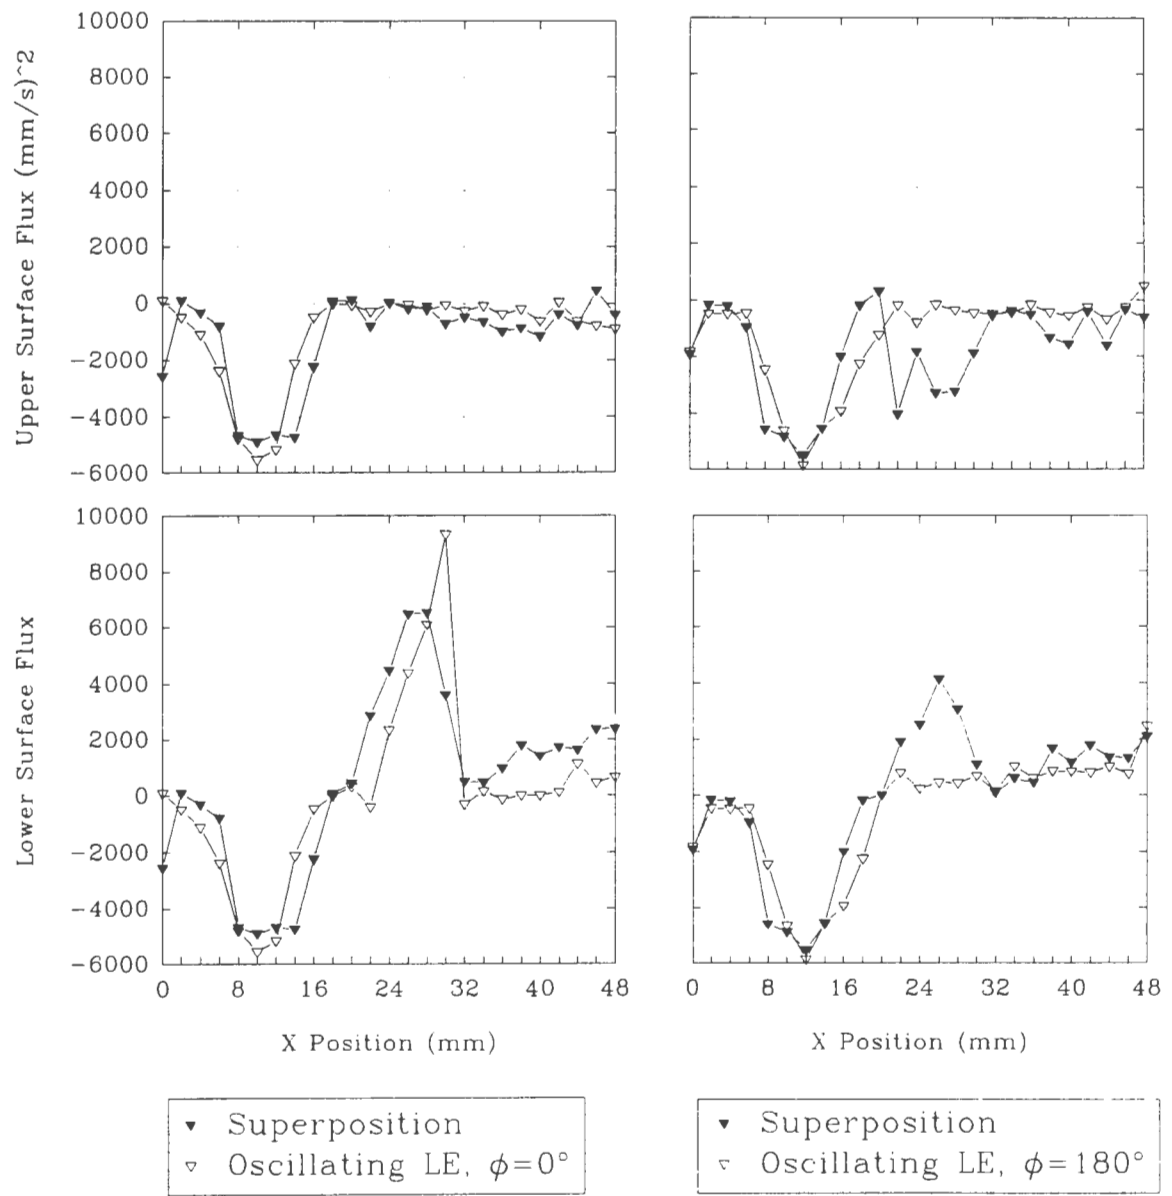 Upper Surface Flux (mm/s)^2
10000
8000
6000
4000
2000
0
−2000
−4000
−6000
Lower Surface Flux
10000
8000
6000
4000
2000
0
−2000
−4000
−6000
0 8 16 24 32 40 48
X Position (mm)
0 8 16 24 32 40 48
X Position (mm)
Superposition
Oscillating LE, ϕ=0°
Superposition
Oscillating LE, ϕ=180°